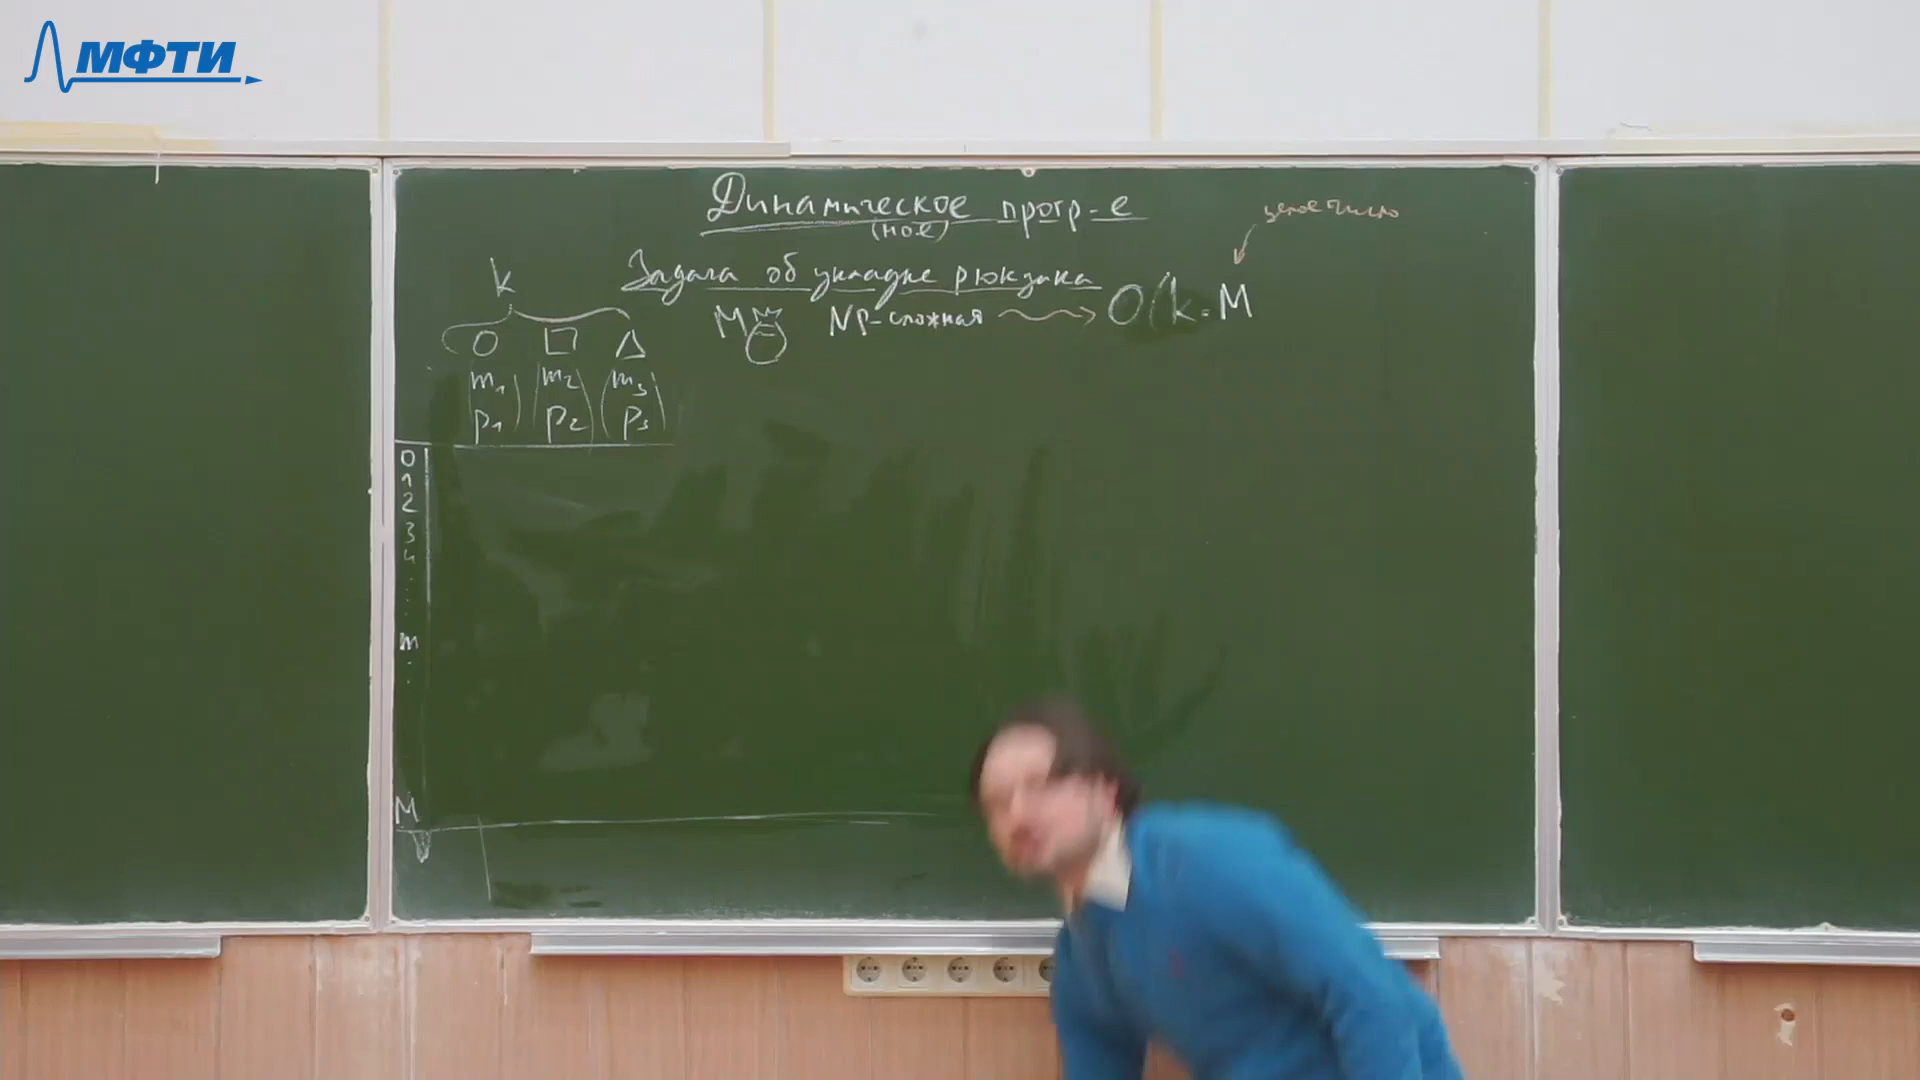 МФТИ
Динамическое прогр-е
(ное)
целое число
Задача об укладке рюкзака
k
M NP-сложная O(k·M
m₁ m₂ m₃
p₁ p₂ p₃
0
1
2
3
4
m
M